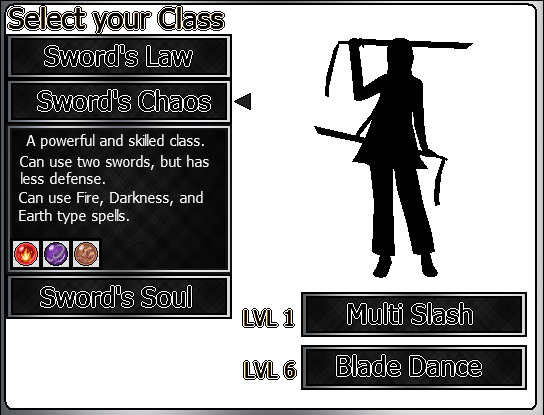 Select your Class
Sword's Law
Sword's Chaos
A powerful and skilled class.
Can use two swords, but has
less defense.
Can use Fire, Darkness, and
Earth type spells.
Sword's Soul
LVL 1
Multi Slash
LVL 6
Blade Dance